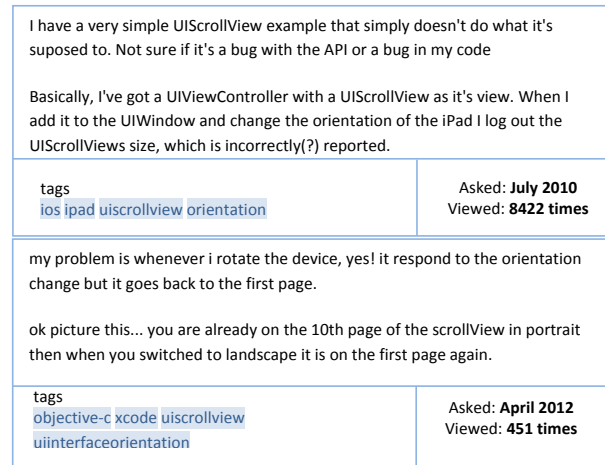 I have a very simple UIScrollView example that simply doesn't do what it's
suposed to. Not sure if it's a bug with the API or a bug in my code
Basically, I've got a UIViewController with a UIScrollView as it's view. When I
add it to the UIWindow and change the orientation of the iPad I log out the
UIScrollViews size, which is incorrectly(?) reported.
tags
ios ipad uiscrollview orientation
Asked: July 2010
Viewed: 8422 times
my problem is whenever i rotate the device, yes! it respond to the orientation
change but it goes back to the first page.
ok picture this... you are already on the 10th page of the scrollView in portrait
then when you switched to landscape it is on the first page again.
tags
objective-c xcode uiscrollview
uiinterfaceorientation
Asked: April 2012
Viewed: 451 times